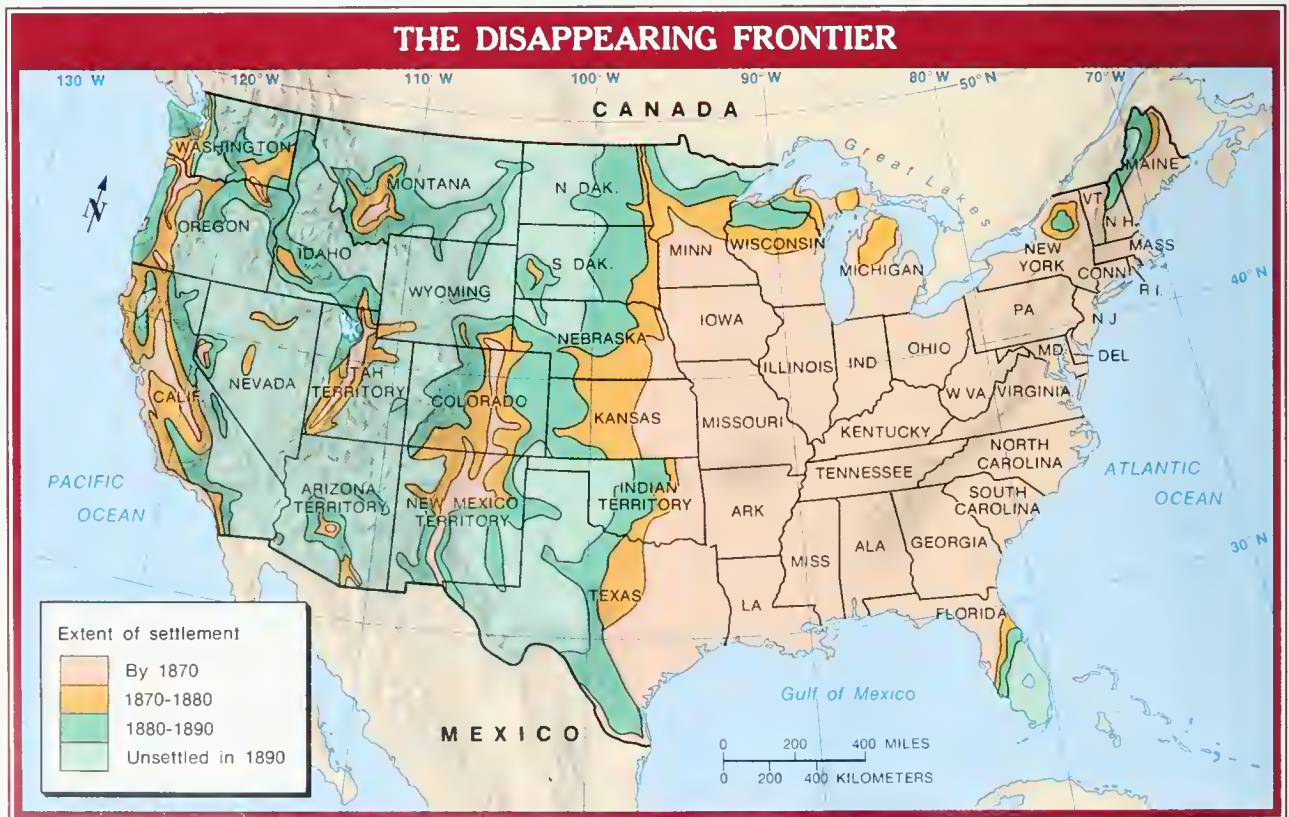 THE DISAPPEARING FRONTIER
130 W
120° W
110° W
100° W
90° W
80° W
50° N
70° W
CANADA
Great Lakes
WASHINGTON
MONTANA
N DAK.
MAINE
OREGON
IDAHO
S DAK.
MINN
WISCONSIN
MICHIGAN
VT
N H.
NEW
YORK
MASS
CONN
R I.
40° N
WYOMING
NEBRASKA
IOWA
PA
N J
NEVADA
UTAH
TERRITORY
COLORADO
ILLINOIS
IND
OHIO
MD
DEL
CALIF.
KANSAS
MISSOURI
W VA.
VIRGINIA
KENTUCKY
NORTH
CAROLINA
TENNESSEE
PACIFIC
OCEAN
ARIZONA
TERRITORY
NEW MEXICO
TERRITORY
INDIAN
TERRITORY
ARK
SOUTH
CAROLINA
ATLANTIC
OCEAN
30° N
TEXAS
MISS
ALA
GEORGIA
LA
FLORIDA
N
Gulf of Mexico
MEXICO
Extent of settlement
By 1870
1870-1880
1880-1890
Unsettled in 1890
0 200 400 MILES
0 200 400 KILOMETERS